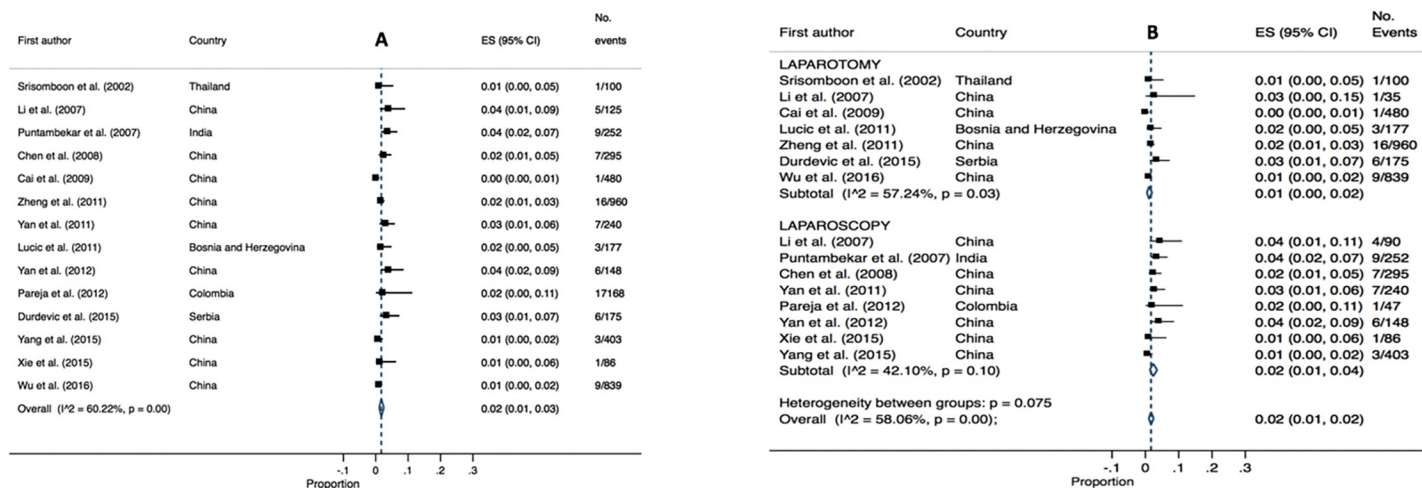 A
First author Country ES (95% CI) No. events
Srisomboon et al. (2002) Thailand 0.01 (0.00, 0.05) 1/100
Li et al. (2007) China 0.04 (0.01, 0.09) 5/125
Puntambekar et al. (2007) India 0.04 (0.02, 0.07) 9/252
Chen et al. (2008) China 0.02 (0.01, 0.05) 7/295
Cai et al. (2009) China 0.00 (0.00, 0.01) 1/480
Zheng et al. (2011) China 0.02 (0.01, 0.03) 16/960
Yan et al. (2011) China 0.03 (0.01, 0.06) 7/240
Lucic et al. (2011) Bosnia and Herzegovina 0.02 (0.00, 0.05) 3/177
Yan et al. (2012) China 0.04 (0.02, 0.09) 6/148
Pareja et al. (2012) Colombia 0.02 (0.00, 0.11) 17168
Durdevic et al. (2015) Serbia 0.03 (0.01, 0.07) 6/175
Yang et al. (2015) China 0.01 (0.00, 0.02) 3/403
Xie et al. (2015) China 0.01 (0.00, 0.06) 1/86
Wu et al. (2016) China 0.01 (0.00, 0.02) 9/839
Overall (I^2 = 60.22%, p = 0.00) 0.02 (0.01, 0.03)
-.1 0 .1 .2 .3
Proportion
B
First author Country ES (95% CI) No. Events
LAPAROTOMY
Srisomboon et al. (2002) Thailand 0.01 (0.00, 0.05) 1/100
Li et al. (2007) China 0.03 (0.00, 0.15) 1/35
Cai et al. (2009) China 0.00 (0.00, 0.01) 1/480
Lucic et al. (2011) Bosnia and Herzegovina 0.02 (0.00, 0.05) 3/177
Zheng et al. (2011) China 0.02 (0.01, 0.03) 16/960
Durdevic et al. (2015) Serbia 0.03 (0.01, 0.07) 6/175
Wu et al. (2016) China 0.01 (0.00, 0.02) 9/839
Subtotal (I^2 = 57.24%, p = 0.03) 0.01 (0.00, 0.02)
LAPAROSCOPY
Li et al. (2007) China 0.04 (0.01, 0.11) 4/90
Puntambekar et al. (2007) India 0.04 (0.02, 0.07) 9/252
Chen et al. (2008) China 0.02 (0.01, 0.05) 7/295
Yan et al. (2011) China 0.03 (0.01, 0.06) 7/240
Pareja et al. (2012) Colombia 0.02 (0.00, 0.11) 1/47
Yan et al. (2012) China 0.04 (0.02, 0.09) 6/148
Xie et al. (2015) China 0.01 (0.00, 0.06) 1/86
Yang et al. (2015) China 0.01 (0.00, 0.02) 3/403
Subtotal (I^2 = 42.10%, p = 0.10) 0.02 (0.01, 0.04)
Heterogeneity between groups: p = 0.075
Overall (I^2 = 58.06%, p = 0.00); 0.02 (0.01, 0.02)
-.1 0 .1 .2 .3
Proportion